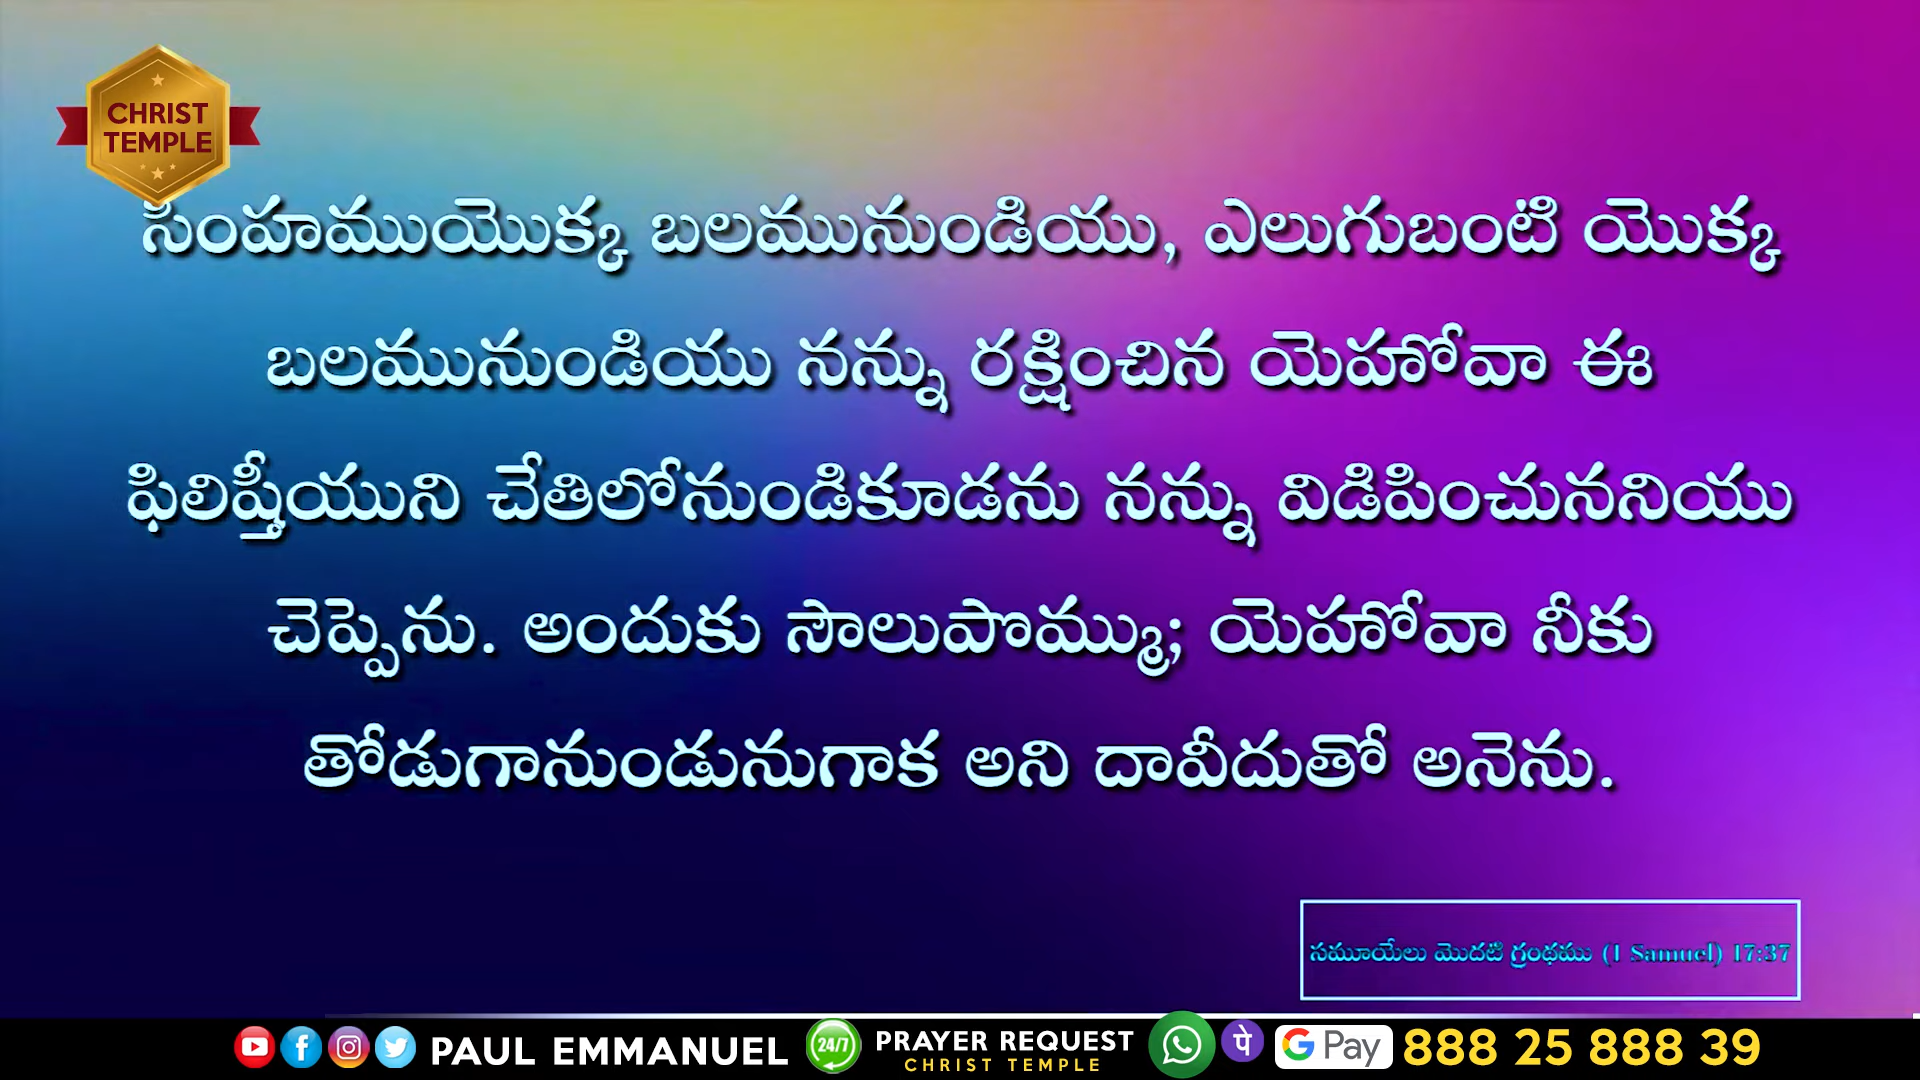 CHRIST
TEMPLE
సింహముయొక్క బలమునుండియు, ఎలుగుబంటి యొక్క
బలమునుండియు నన్ను రక్షించిన యెహోవా ఈ
ఫిలిష్తీయుని చేతిలోనుండికూడను నన్ను విడిపించుననియు
చెప్పెను. అందుకు సౌలుపొమ్ము; యెహోవా నీకు
తోడుగానుండునుగాక అని దావీదుతో అనెను.
సమూయేలు మొదటి గ్రంథము (1 Samuel) 17:37
PAUL EMMANUEL 24/7 PRAYER REQUEST पे G Pay 888 25 888 39
CHRIST TEMPLE